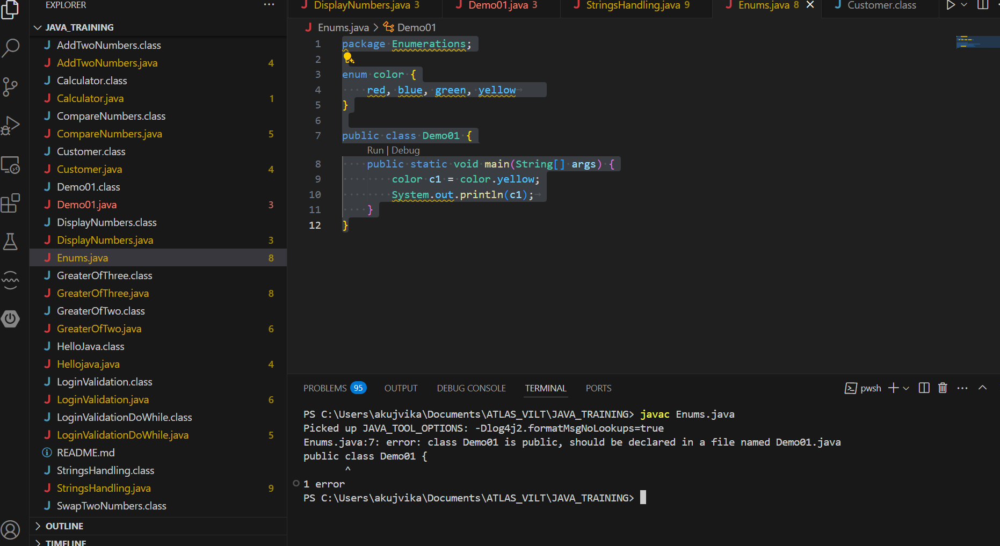 EXPLORER
JAVA_TRAINING
AddTwoNumbers.class
AddTwoNumbers.java 4
Calculator.class
Calculator.java 1
CompareNumbers.class
CompareNumbers.java 5
Customer.class
Customer.java 4
Demo01.class
Demo01.java 3
DisplayNumbers.class
DisplayNumbers.java 3
Enums.java 8
GreaterOfThree.class
GreaterOfThree.java 8
GreaterOfTwo.class
GreaterOfTwo.java 6
HelloJava.class
Hellojava.java 4
LoginValidation.class
LoginValidation.java 6
LoginValidationDoWhile.class
LoginValidationDoWhile.java 5
README.md
StringsHandling.class
StringsHandling.java 9
SwapTwoNumbers.class
OUTLINE
TIMELINE
DisplayNumbers.java 3 Demo01.java 3 StringsHandling.java 9 Enums.java 8 Customer.class
Enums.java > Demo01
1 package Enumerations;
2
3 enum color {
4 red, blue, green, yellow
5 }
6
7 public class Demo01 {
Run | Debug
8 public static void main(String[] args) {
9 color c1 = color.yellow;
10 System.out.println(c1);
11 }
12 }
PROBLEMS 95 OUTPUT DEBUG CONSOLE TERMINAL PORTS pwsh
PS C:\Users\akujvika\Documents\ATLAS_VILT\JAVA_TRAINING> javac Enums.java
Picked up JAVA_TOOL_OPTIONS: -Dlog4j2.formatMsgNoLookups=true
Enums.java:7: error: class Demo01 is public, should be declared in a file named Demo01.java
public class Demo01 {
^
1 error
PS C:\Users\akujvika\Documents\ATLAS_VILT\JAVA_TRAINING>